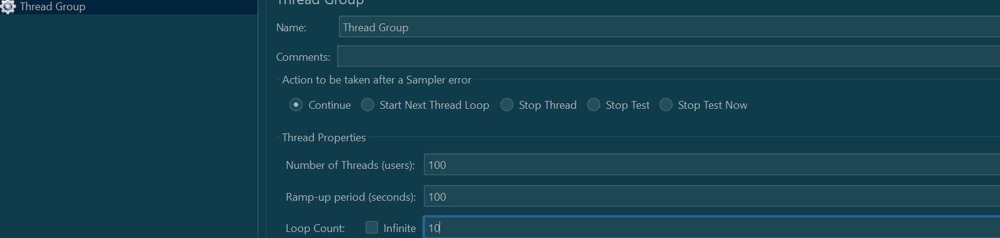 Thread Group
Thread Group
Name: Thread Group
Comments:
Action to be taken after a Sampler error
Continue Start Next Thread Loop Stop Thread Stop Test Stop Test Now
Thread Properties
Number of Threads (users): 100
Ramp-up period (seconds): 100
Loop Count: Infinite 10